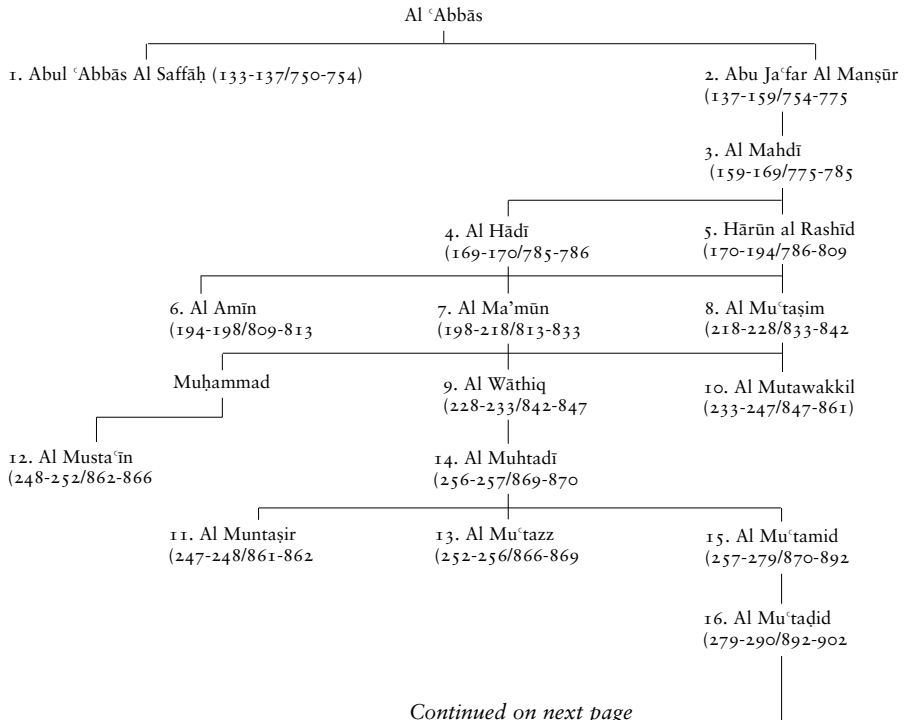 Al ʿAbbās
1. Abul ʿAbbās Al Saffāḥ (133-137/750-754)
2. Abu Jaʿfar Al Manṣūr
(137-159/754-775
3. Al Mahdī
(159-169/775-785
4. Al Hādī
(169-170/785-786
5. Hārūn al Rashīd
(170-194/786-809
6. Al Amīn
(194-198/809-813
7. Al Ma’mūn
(198-218/813-833
8. Al Muʿtaṣim
(218-228/833-842
Muḥammad
9. Al Wāthiq
(228-233/842-847
10. Al Mutawakkil
(233-247/847-861)
12. Al Mustaʿīn
(248-252/862-866
14. Al Muhtadī
(256-257/869-870
11. Al Muntaṣir
(247-248/861-862
13. Al Muʿtazz
(252-256/866-869
15. Al Muʿtamid
(257-279/870-892
16. Al Muʿtaḍid
(279-290/892-902
Continued on next page